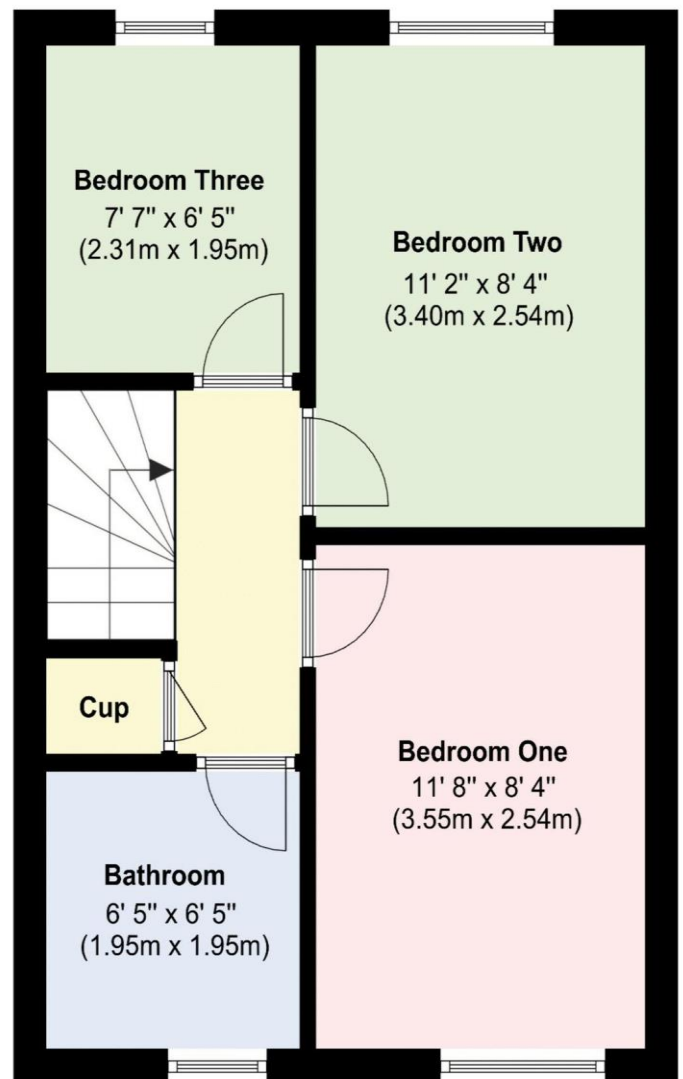 Bedroom Three
7' 7" x 6' 5"
(2.31m x 1.95m)
Bedroom Two
11' 2" x 8' 4"
(3.40m x 2.54m)
Cup
Bedroom One
11' 8" x 8' 4"
(3.55m x 2.54m)
Bathroom
6' 5" x 6' 5"
(1.95m x 1.95m)